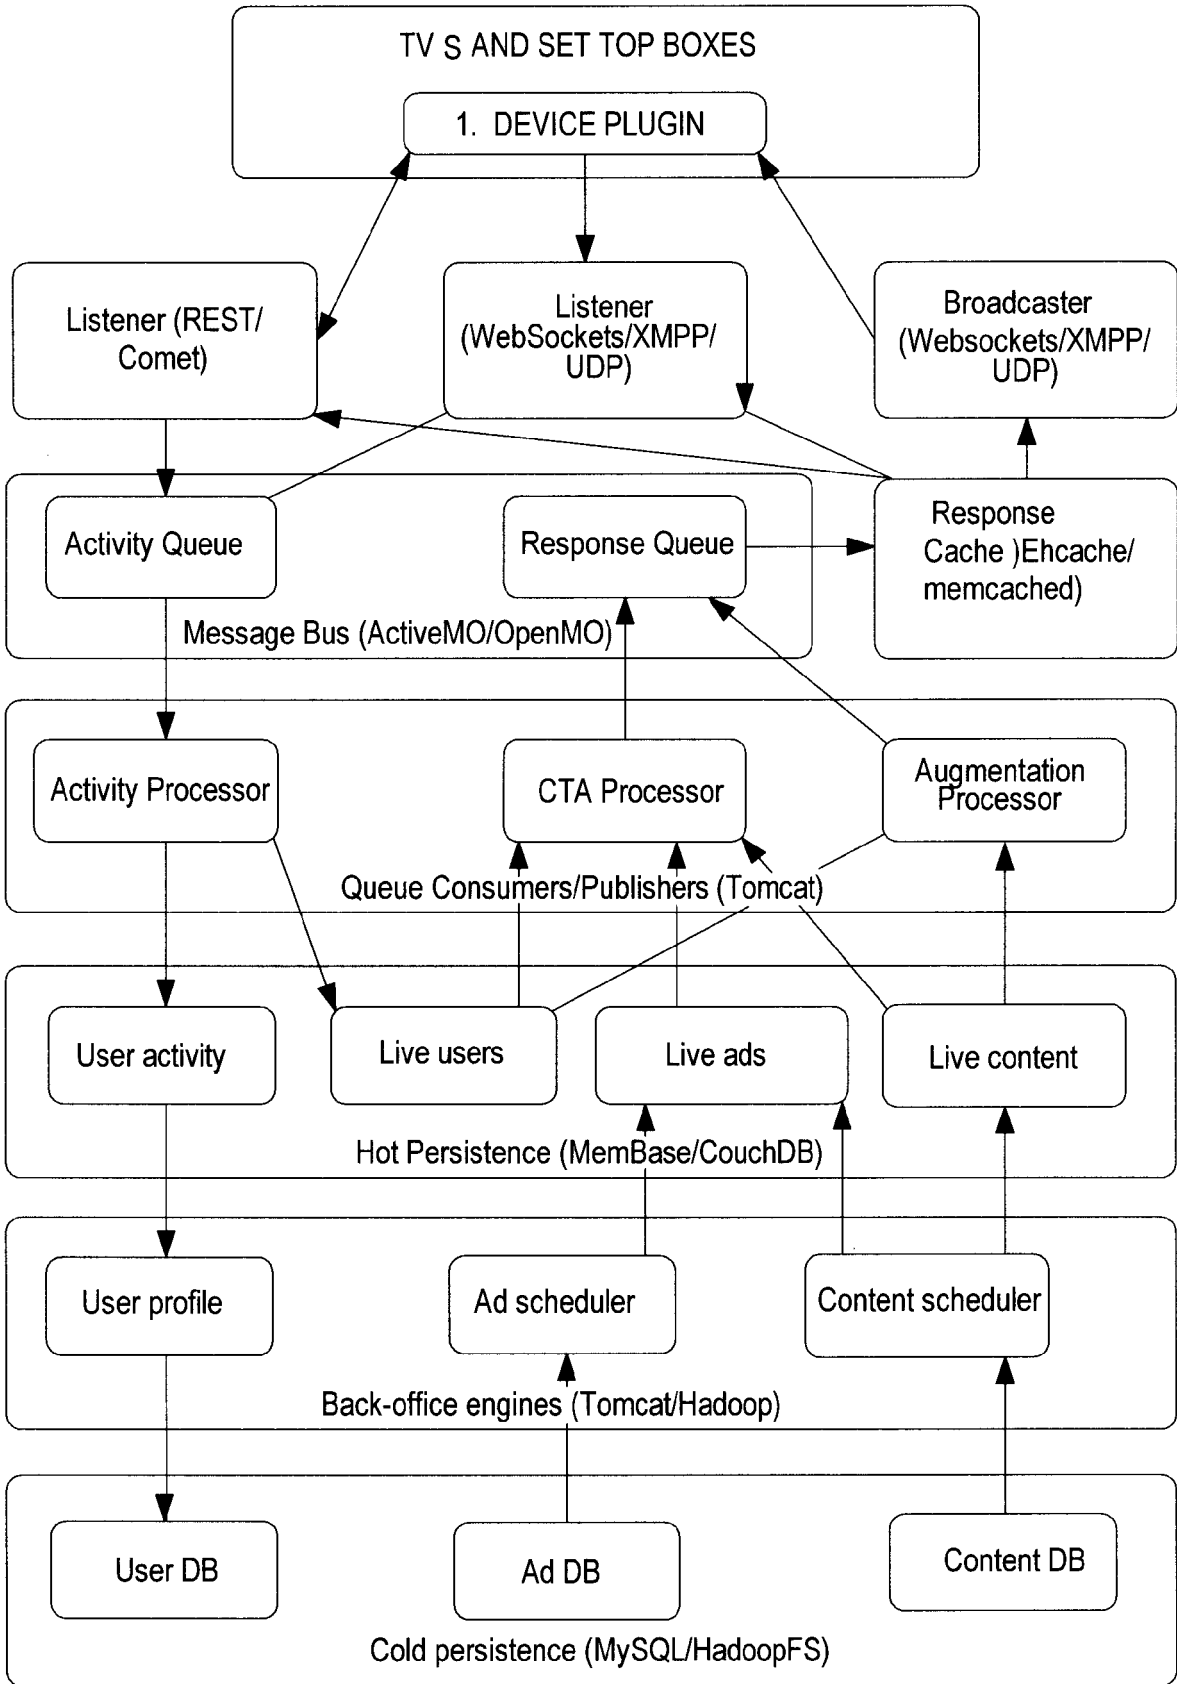 TV S AND SET TOP BOXES
1. DEVICE PLUGIN
Listener (REST/
Comet)
Listener
(WebSockets/XMPP/
UDP)
Broadcaster
(Websockets/XMPP/
UDP)
Activity Queue
Response Queue
Response
Cache )Ehcache/
memcached)
Message Bus (ActiveMO/OpenMO)
Activity Processor
CTA Processor
Augmentation
Processor
Queue Consumers/Publishers (Tomcat)
User activity
Live users
Live ads
Live content
Hot Persistence (MemBase/CouchDB)
User profile
Ad scheduler
Content scheduler
Back-office engines (Tomcat/Hadoop)
User DB
Ad DB
Content DB
Cold persistence (MySQL/HadoopFS)